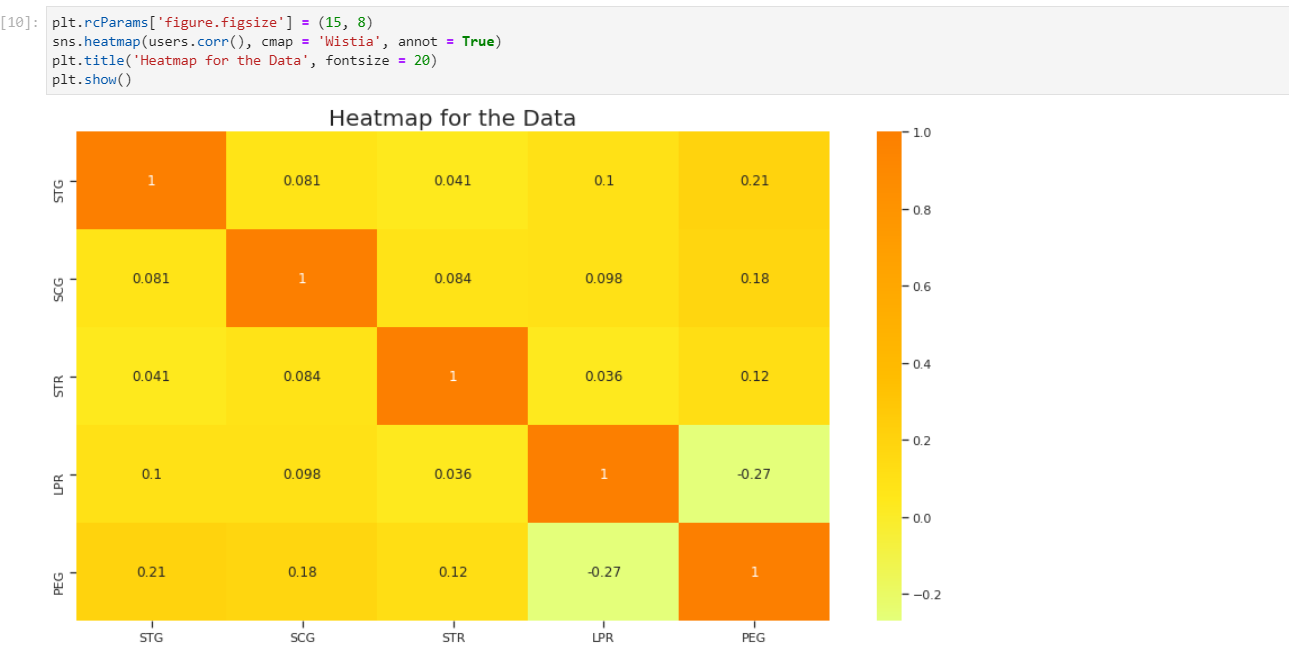 [10]: plt.rcParams['figure.figsize'] = (15, 8)
sns.heatmap(users.corr(), cmap = 'Wistia', annot = True)
plt.title('Heatmap for the Data', fontsize = 20)
plt.show()
Heatmap for the Data
STG 1 0.081 0.041 0.1 0.21
SCG 0.081 1 0.084 0.098 0.18
STR 0.041 0.084 1 0.036 0.12
LPR 0.1 0.098 0.036 1 -0.27
PEG 0.21 0.18 0.12 -0.27 1
STG SCG STR LPR PEG
1.0
0.8
0.6
0.4
0.2
0.0
−0.2